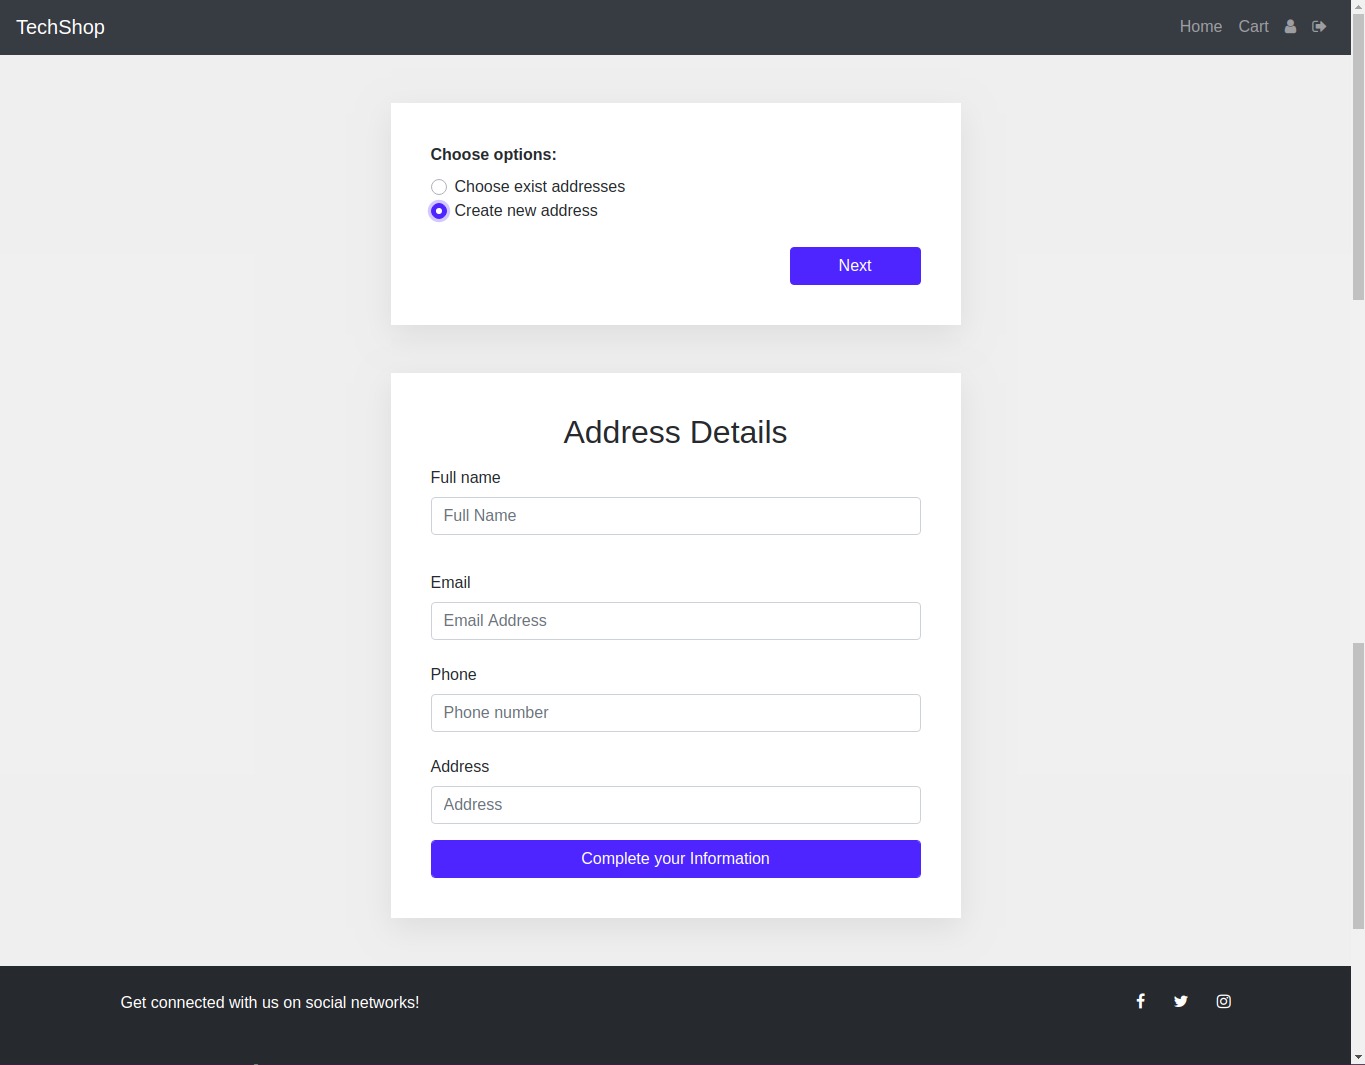 TechShop
Home Cart
Choose options:
Choose exist addresses
Create new address
Next
Address Details
Full name
Full Name
Email
Email Address
Phone
Phone number
Address
Address
Complete your Information
Get connected with us on social networks!